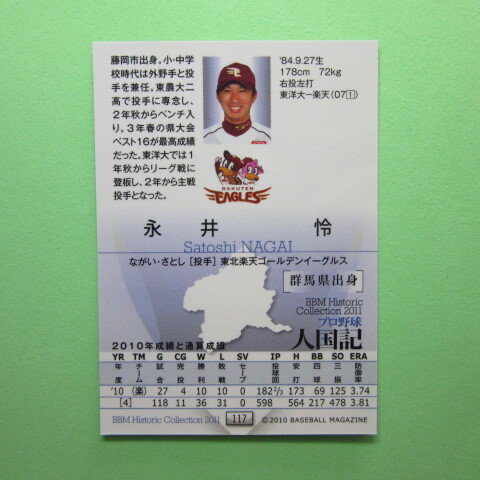 藤岡市出身。小・中学
校時代は外野手と投
手を兼任。東農大二
高で投手に専念し、
2年秋からベンチ入
り。3年春の県大会
ベスト16が最高成績
だった。東洋大では1
年秋からリーグ戦に
登板し、2年から主戦
投手となった。
'84.9.27生
178cm 72kg
右投左打
東洋大―楽天(07①)
RAKUTEN
EAGLES
永井 怜
Satoshi NAGAI
ながい・さとし [投手] 東北楽天ゴールデンイーグルス
群馬県出身
BBM Historic
Collection 2011
プロ野球
人国記
2010年成績と通算成績
YR TM G CG W L SV IP H BB SO ERA
年度 チーム 試合 完投 勝利 敗戦 セーブ 投球回 安打 四球 三振 防御率
'10 (楽) 27 4 10 10 0 182 2/3 173 69 125 3.74
[4] 118 11 36 31 0 598 564 217 478 3.81
BBM Historic Collection 2011 117 ©2010 BASEBALL MAGAZINE